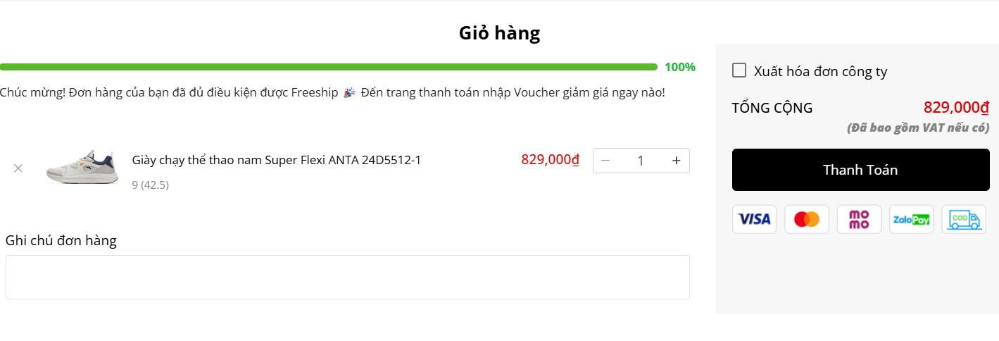 Giỏ hàng
100%
Chúc mừng! Đơn hàng của bạn đã đủ điều kiện được Freeship 🎉 Đến trang thanh toán nhập Voucher giảm giá ngay nào!
Giày chạy thể thao nam Super Flexi ANTA 24D5512-1
9 (42.5)
829,000₫
1
Ghi chú đơn hàng
Xuất hóa đơn công ty
TỔNG CỘNG 829,000₫
(Đã bao gồm VAT nếu có)
Thanh Toán
VISA
mo
mo
ZaloPay
COD